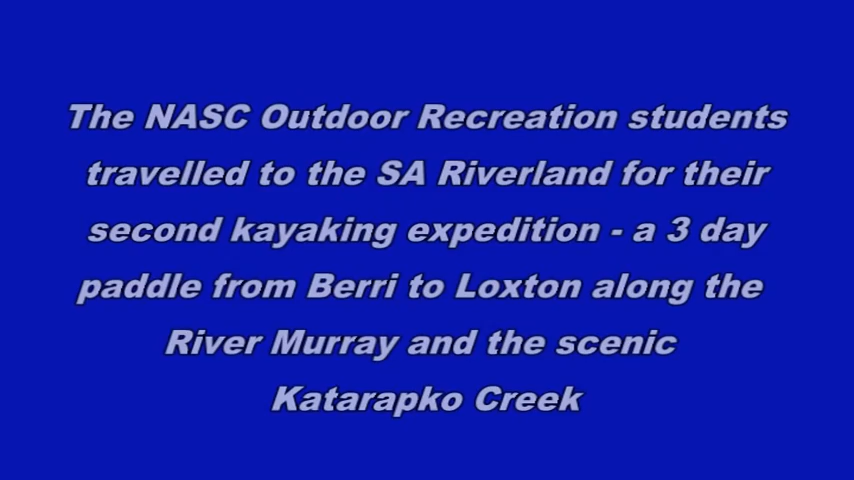 The NASC Outdoor Recreation students
travelled to the SA Riverland for their
second kayaking expedition - a 3 day
paddle from Berri to Loxton along the
River Murray and the scenic
Katarapko Creek